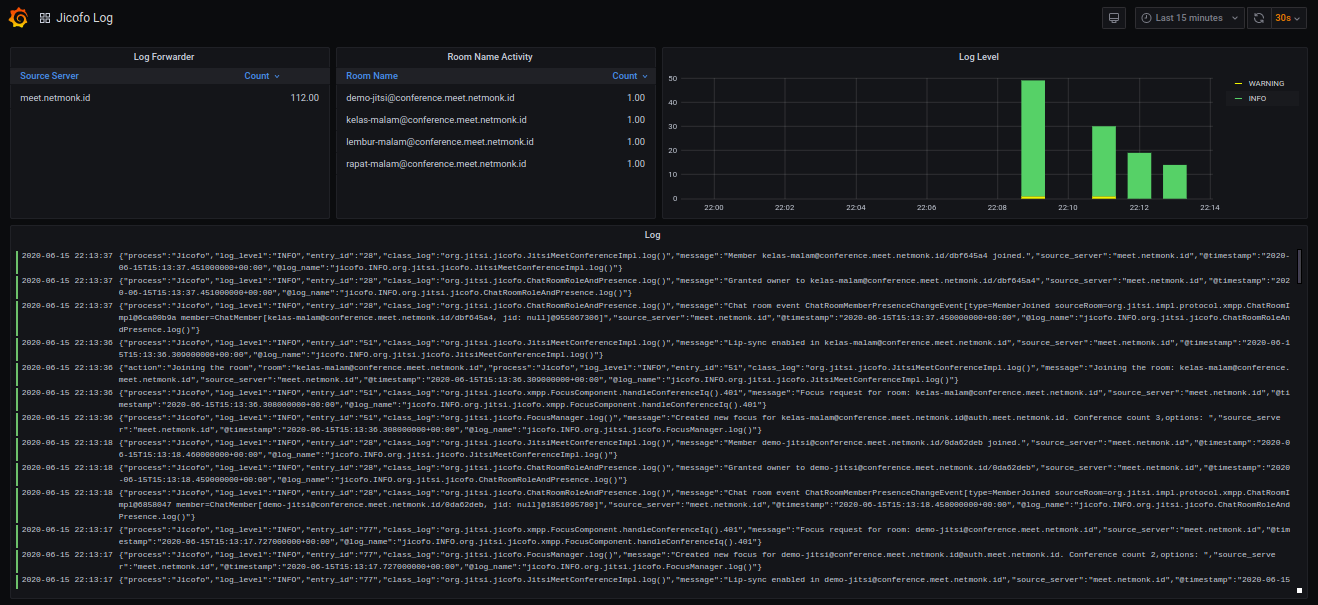 Jicofo Log
Last 15 minutes
30s
Log Forwarder
Source Server Count
meet.netmonk.id 112.00
Room Name Activity
Room Name Count
demo-jitsi@conference.meet.netmonk.id 1.00
kelas-malam@conference.meet.netmonk.id 1.00
lembur-malam@conference.meet.netmonk.id 1.00
rapat-malam@conference.meet.netmonk.id 1.00
Log Level
50
40
30
20
10
0
22:00 22:02 22:04 22:06 22:08 22:10 22:12 22:14
WARNING
INFO
Log
2020-06-15 22:13:37 {"process":"Jicofo","log_level":"INFO","entry_id":"28","class_log":"org.jitsi.jicofo.JitsiMeetConferenceImpl.log()","message":"Member kelas-malam@conference.meet.netmonk.id/dbf645a4 joined.","source_server":"meet.netmonk.id","@timestamp":"2020-
06-15T15:13:37.451000000+00:00","@log_name":"jicofo.INFO.org.jitsi.jicofo.JitsiMeetConferenceImpl.log()"}
2020-06-15 22:13:37 {"process":"Jicofo","log_level":"INFO","entry_id":"28","class_log":"org.jitsi.jicofo.ChatRoomRoleAndPresence.log()","message":"Granted owner to kelas-malam@conference.meet.netmonk.id/dbf645a4","source_server":"meet.netmonk.id","@timestamp":"202
0-06-15T15:13:37.451000000+00:00","@log_name":"jicofo.INFO.org.jitsi.jicofo.ChatRoomRoleAndPresence.log()"}
2020-06-15 22:13:37 {"process":"Jicofo","log_level":"INFO","entry_id":"28","class_log":"org.jitsi.jicofo.ChatRoomRoleAndPresence.log()","message":"Chat room event ChatRoomMemberPresenceChangeEvent[type=MemberJoined sourceRoom=org.jitsi.impl.protocol.xmpp.ChatRoomI
mpl@6ca00b9a member=ChatMember[kelas-malam@conference.meet.netmonk.id/dbf645a4, jid: null]@955067306]","source_server":"meet.netmonk.id","@timestamp":"2020-06-15T15:13:37.450000000+00:00","@log_name":"jicofo.INFO.org.jitsi.jicofo.ChatRoomRoleAn
dPresence.log()"}
2020-06-15 22:13:36 {"process":"Jicofo","log_level":"INFO","entry_id":"51","class_log":"org.jitsi.jicofo.JitsiMeetConferenceImpl.log()","message":"Lip-sync enabled in kelas-malam@conference.meet.netmonk.id","source_server":"meet.netmonk.id","@timestamp":"2020-06-1
5T15:13:36.309000000+00:00","@log_name":"jicofo.INFO.org.jitsi.jicofo.JitsiMeetConferenceImpl.log()"}
2020-06-15 22:13:36 {"action":"Joining the room","room":"kelas-malam@conference.meet.netmonk.id","process":"Jicofo","log_level":"INFO","entry_id":"51","class_log":"org.jitsi.jicofo.JitsiMeetConferenceImpl.log()","message":"Joining the room: kelas-malam@conference.
meet.netmonk.id","source_server":"meet.netmonk.id","@timestamp":"2020-06-15T15:13:36.309000000+00:00","@log_name":"jicofo.INFO.org.jitsi.jicofo.JitsiMeetConferenceImpl.log()"}
2020-06-15 22:13:36 {"process":"Jicofo","log_level":"INFO","entry_id":"51","class_log":"org.jitsi.jicofo.xmpp.FocusComponent.handleConferenceIq().401","message":"Focus request for room: kelas-malam@conference.meet.netmonk.id","source_server":"meet.netmonk.id","@ti
mestamp":"2020-06-15T15:13:36.308000000+00:00","@log_name":"jicofo.INFO.org.jitsi.jicofo.xmpp.FocusComponent.handleConferenceIq().401"}
2020-06-15 22:13:36 {"process":"Jicofo","log_level":"INFO","entry_id":"51","class_log":"org.jitsi.jicofo.FocusManager.log()","message":"Created new focus for kelas-malam@conference.meet.netmonk.id@auth.meet.netmonk.id. Conference count 3,options: ","source_serve
r":"meet.netmonk.id","@timestamp":"2020-06-15T15:13:36.308000000+00:00","@log_name":"jicofo.INFO.org.jitsi.jicofo.FocusManager.log()"}
2020-06-15 22:13:18 {"process":"Jicofo","log_level":"INFO","entry_id":"28","class_log":"org.jitsi.jicofo.JitsiMeetConferenceImpl.log()","message":"Member demo-jitsi@conference.meet.netmonk.id/0da62deb joined.","source_server":"meet.netmonk.id","@timestamp":"2020-0
6-15T15:13:18.460000000+00:00","@log_name":"jicofo.INFO.org.jitsi.jicofo.JitsiMeetConferenceImpl.log()"}
2020-06-15 22:13:18 {"process":"Jicofo","log_level":"INFO","entry_id":"28","class_log":"org.jitsi.jicofo.ChatRoomRoleAndPresence.log()","message":"Granted owner to demo-jitsi@conference.meet.netmonk.id/0da62deb","source_server":"meet.netmonk.id","@timestamp":"2020
-06-15T15:13:18.459000000+00:00","@log_name":"jicofo.INFO.org.jitsi.jicofo.ChatRoomRoleAndPresence.log()"}
2020-06-15 22:13:18 {"process":"Jicofo","log_level":"INFO","entry_id":"28","class_log":"org.jitsi.jicofo.ChatRoomRoleAndPresence.log()","message":"Chat room event ChatRoomMemberPresenceChangeEvent[type=MemberJoined sourceRoom=org.jitsi.impl.protocol.xmpp.ChatRoomI
mpl@6858047 member=ChatMember[demo-jitsi@conference.meet.netmonk.id/0da62deb, jid: null]@1851095780]","source_server":"meet.netmonk.id","@timestamp":"2020-06-15T15:13:18.458000000+00:00","@log_name":"jicofo.INFO.org.jitsi.jicofo.ChatRoomRoleAnd
Presence.log()"}
2020-06-15 22:13:17 {"process":"Jicofo","log_level":"INFO","entry_id":"77","class_log":"org.jitsi.jicofo.xmpp.FocusComponent.handleConferenceIq().401","message":"Focus request for room: demo-jitsi@conference.meet.netmonk.id","source_server":"meet.netmonk.id","@tim
estamp":"2020-06-15T15:13:17.727000000+00:00","@log_name":"jicofo.INFO.org.jitsi.jicofo.xmpp.FocusComponent.handleConferenceIq().401"}
2020-06-15 22:13:17 {"process":"Jicofo","log_level":"INFO","entry_id":"77","class_log":"org.jitsi.jicofo.FocusManager.log()","message":"Created new focus for demo-jitsi@conference.meet.netmonk.id@auth.meet.netmonk.id. Conference count 2,options: ","source_serve
r":"meet.netmonk.id","@timestamp":"2020-06-15T15:13:17.727000000+00:00","@log_name":"jicofo.INFO.org.jitsi.jicofo.FocusManager.log()"}
2020-06-15 22:13:17 {"process":"Jicofo","log_level":"INFO","entry_id":"77","class_log":"org.jitsi.jicofo.JitsiMeetConferenceImpl.log()","message":"Lip-sync enabled in demo-jitsi@conference.meet.netmonk.id","source_server":"meet.netmonk.id","@timestamp":"2020-06-15